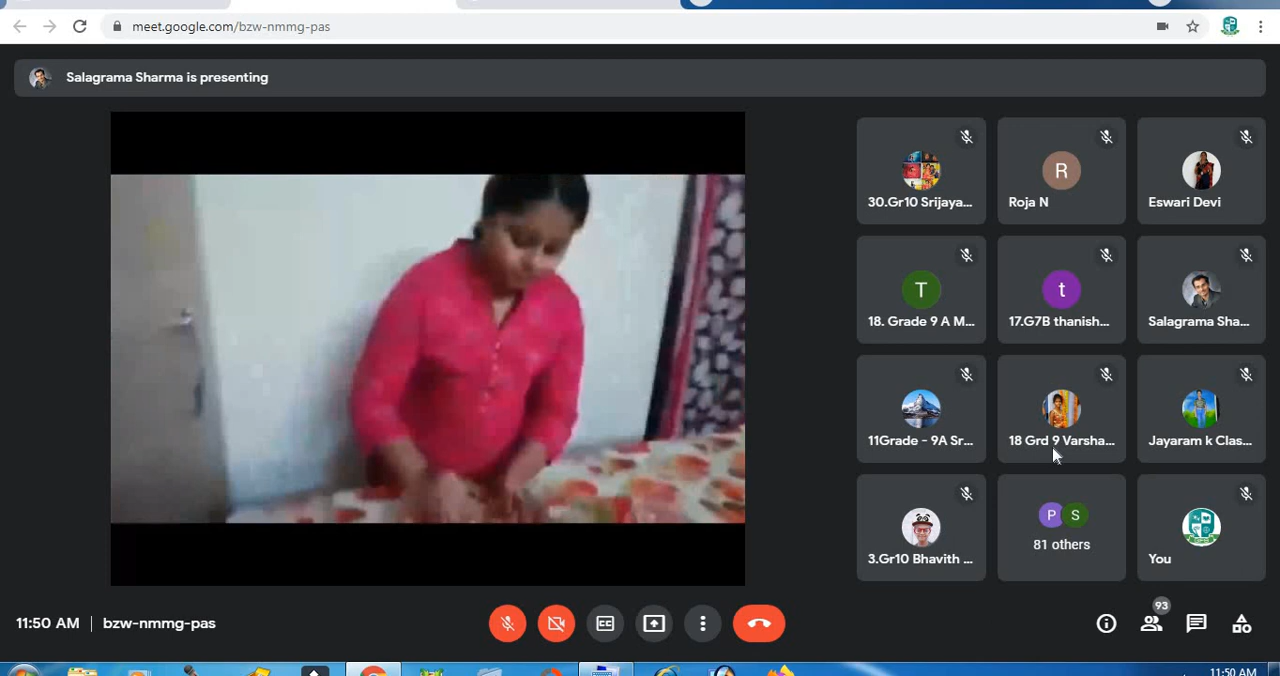 meet.google.com/bzw-nmmg-pas
Salagrama Sharma is presenting
30.Gr10 Srijaya...
R
Roja N
Eswari Devi
T
18. Grade 9 A M...
t
17.G7B thanish...
Salagrama Sha...
11Grade - 9A Sr...
18 Grd 9 Varsha...
Jayaram k Clas...
3.Gr10 Bhavith ...
P S
81 others
You
11:50 AM | bzw-nmmg-pas
93
11:50 AM